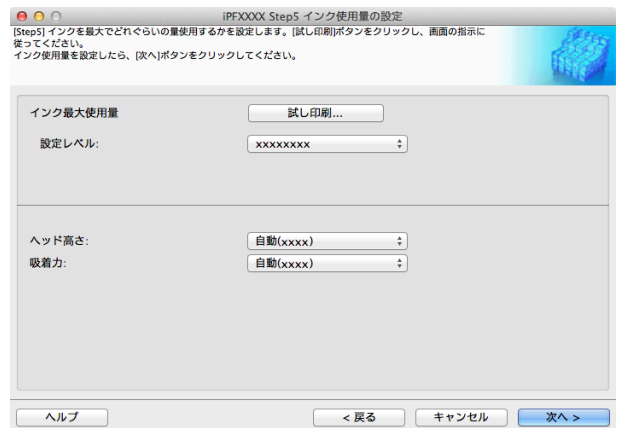 iPFXXXX Step5 インク使用量の設定
[Step5] インクを最大でどれぐらいの量使用するかを設定します。[試し印刷]ボタンをクリックし、画面の指示に
従ってください。
インク使用量を設定したら、[次へ]ボタンをクリックしてください。
インク最大使用量 試し印刷...
設定レベル: xxxxxxxx
ヘッド高さ: 自動(xxxx)
吸着力: 自動(xxxx)
ヘルプ < 戻る キャンセル 次へ >